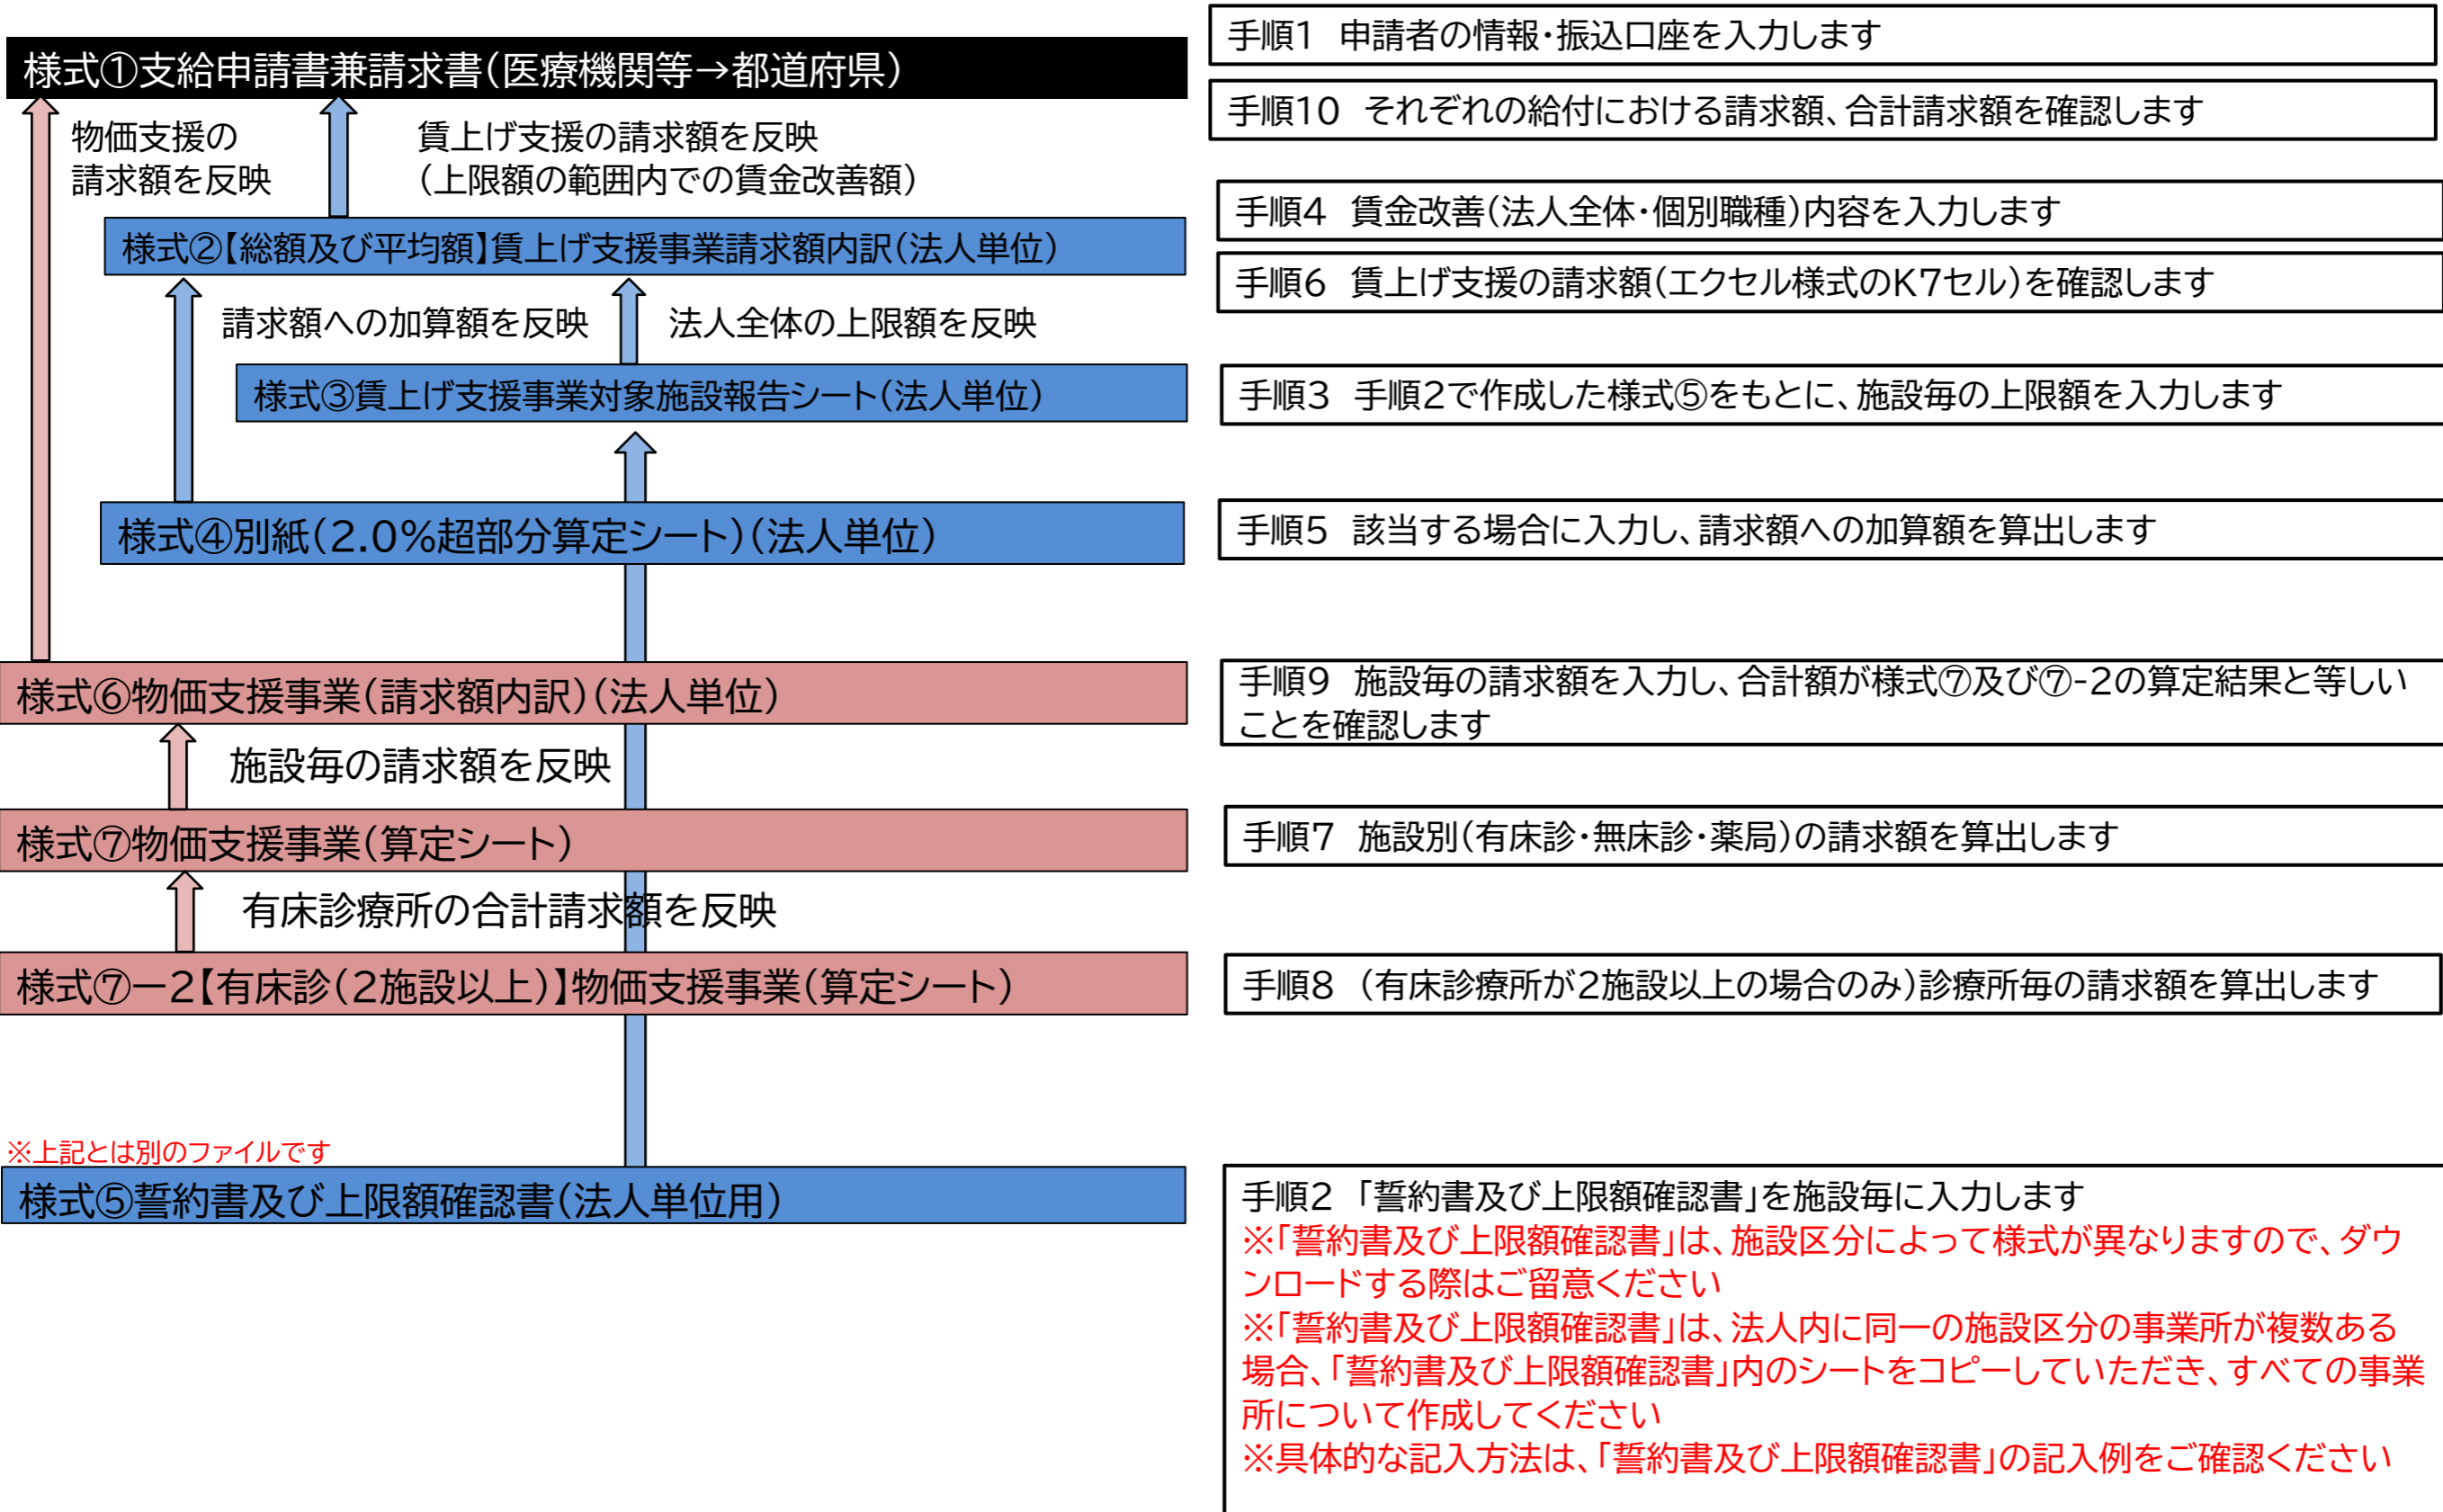 手順1　申請者の情報・振込口座を入力します
様式①支給申請書兼請求書（医療機関等→都道府県）
手順10　それぞれの給付における請求額、合計請求額を確認します
物価支援の
請求額を反映
賃上げ支援の請求額を反映
（上限額の範囲内での賃金改善額）
手順4　賃金改善（法人全体・個別職種）内容を入力します
様式②【総額及び平均額】賃上げ支援事業請求額内訳（法人単位）
手順6　賃上げ支援の請求額（エクセル様式のK7セル）を確認します
請求額への加算額を反映
法人全体の上限額を反映
様式③賃上げ支援事業対象施設報告シート（法人単位）
手順3　手順2で作成した様式⑤をもとに、施設毎の上限額を入力します
様式④別紙（2.0％超部分算定シート）（法人単位）
手順5　該当する場合に入力し、請求額への加算額を算出します
様式⑥物価支援事業（請求額内訳）（法人単位）
手順9　施設毎の請求額を入力し、合計額が様式⑦及び⑦-2の算定結果と等しい
ことを確認します
施設毎の請求額を反映
様式⑦物価支援事業（算定シート）
手順7　施設別（有床診・無床診・薬局）の請求額を算出します
有床診療所の合計請求額を反映
様式⑦ー2【有床診（2施設以上）】物価支援事業（算定シート）
手順8　（有床診療所が2施設以上の場合のみ）診療所毎の請求額を算出します
※上記とは別のファイルです
様式⑤誓約書及び上限額確認書（法人単位用）
手順2　「誓約書及び上限額確認書」を施設毎に入力します
※「誓約書及び上限額確認書」は、施設区分によって様式が異なりますので、ダウ
ンロードする際はご留意ください
※「誓約書及び上限額確認書」は、法人内に同一の施設区分の事業所が複数ある
場合、「誓約書及び上限額確認書」内のシートをコピーしていただき、すべての事業
所について作成してください
※具体的な記入方法は、「誓約書及び上限額確認書」の記入例をご確認ください